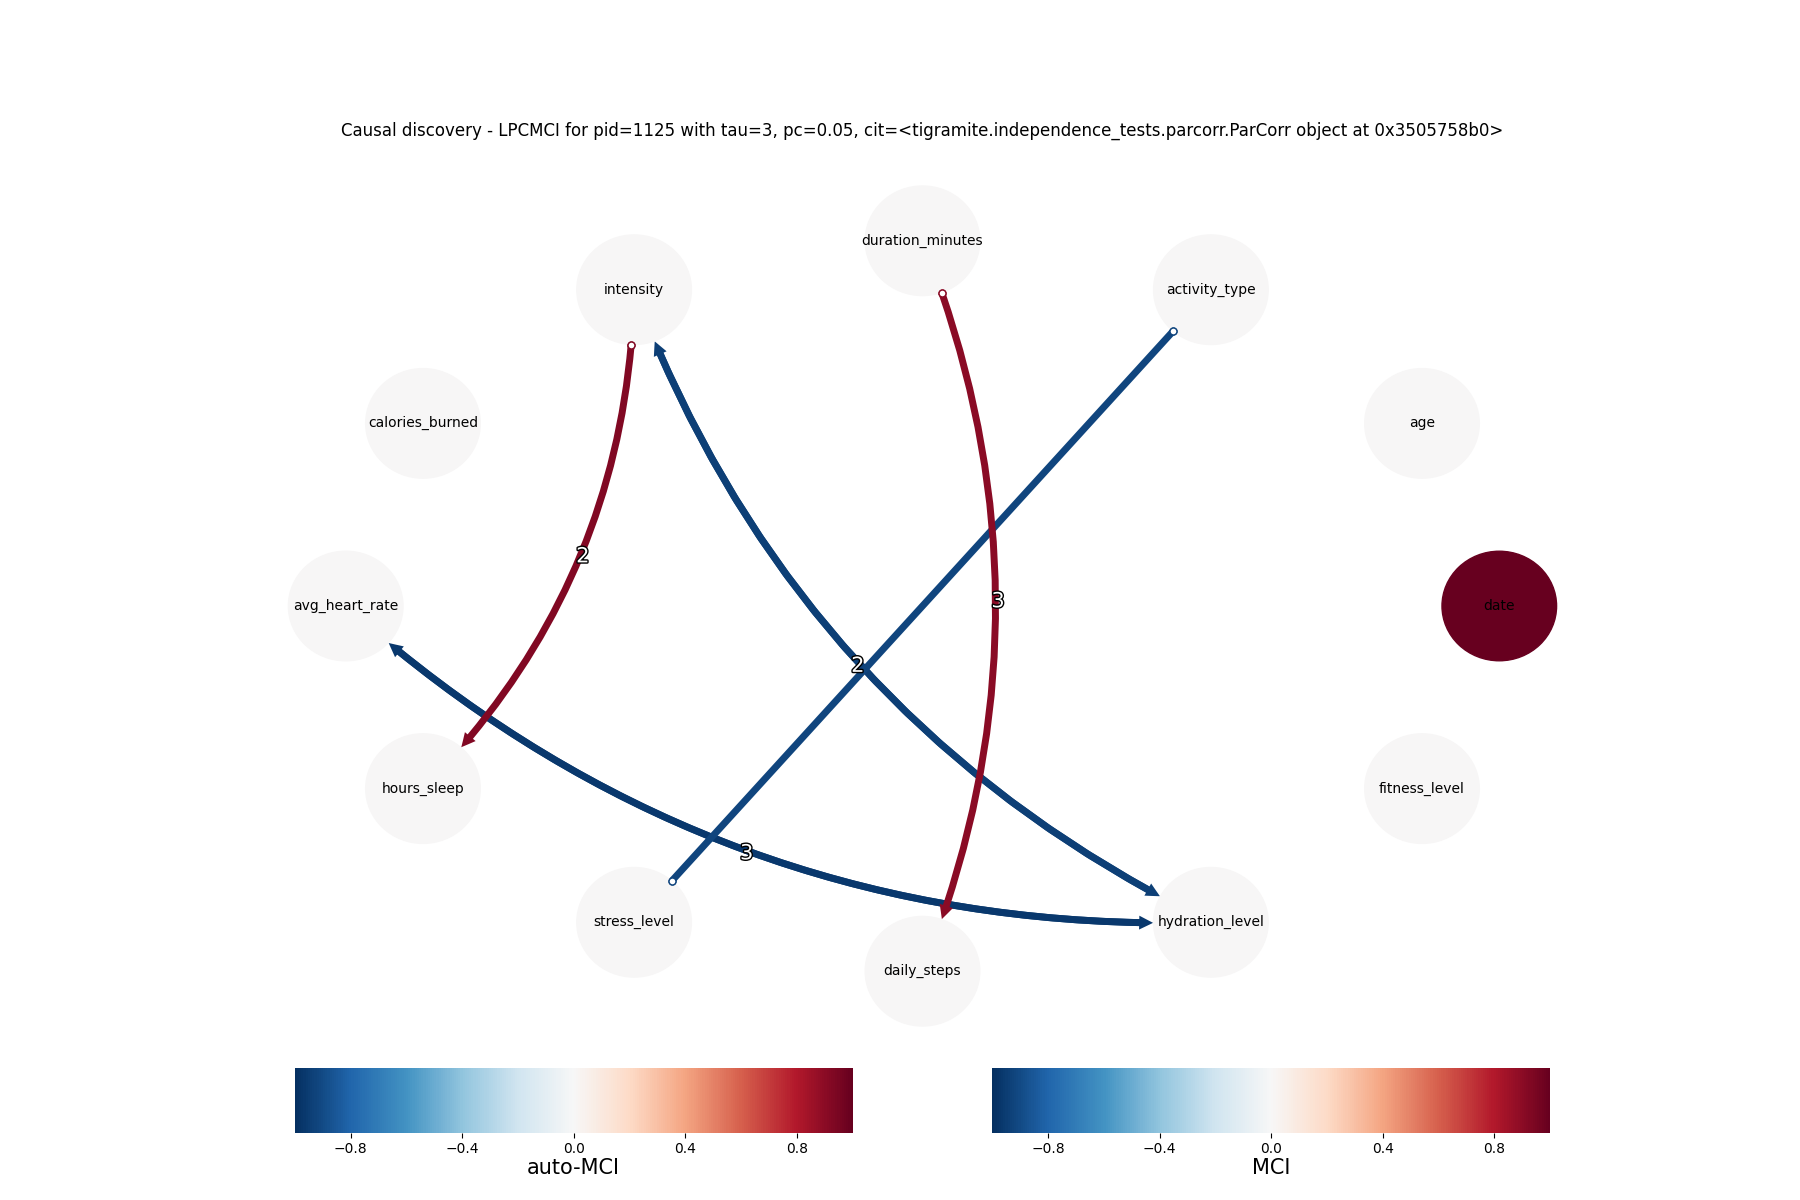 Causal discovery - LPCMCI for pid=1125 with tau=3, pc=0.05, cit=<tigramite.independence_tests.parcorr.ParCorr object at 0x3505758b0>
duration_minutes
intensity
activity_type
calories_burned
age
2
3
avg_heart_rate
date
2
hours_sleep
fitness_level
3
stress_level
hydration_level
daily_steps
−0.8 −0.4 0.0 0.4 0.8
auto-MCI
−0.8 −0.4 0.0 0.4 0.8
MCI